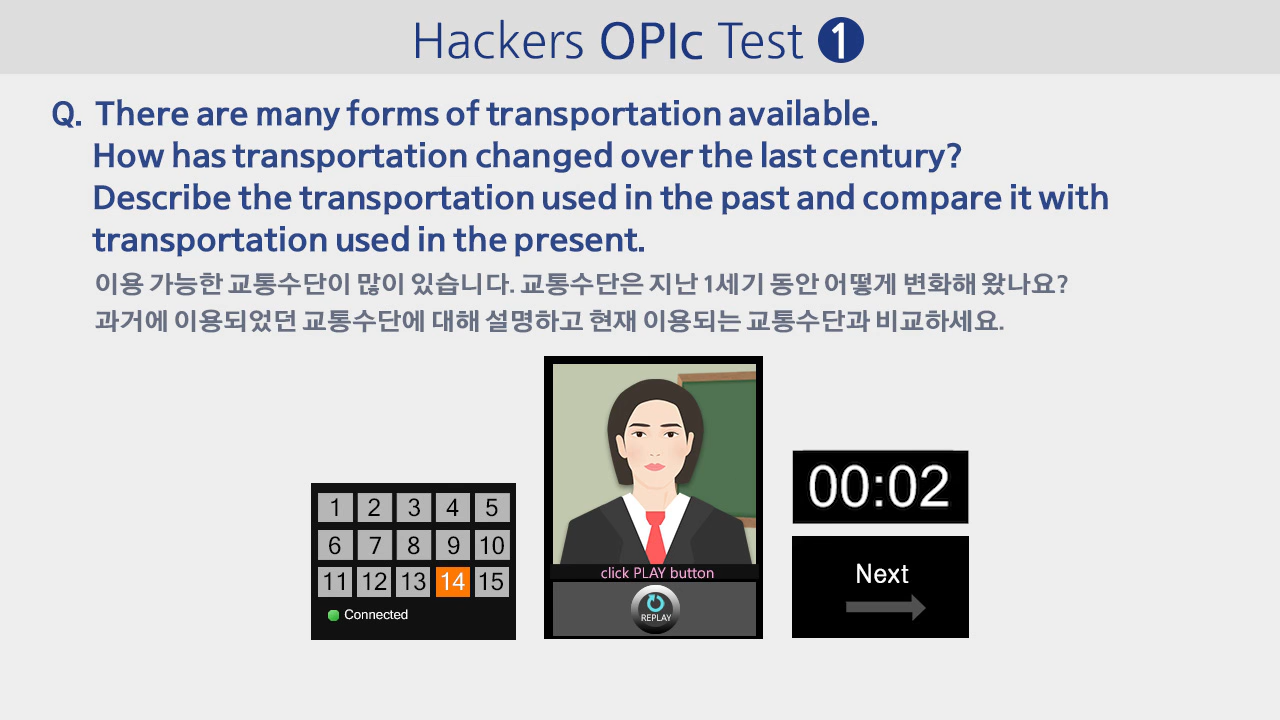 Hackers OPIc Test 1
Q. There are many forms of transportation available.
How has transportation changed over the last century?
Describe the transportation used in the past and compare it with
transportation used in the present.
이용 가능한 교통수단이 많이 있습니다. 교통수단은 지난 1세기 동안 어떻게 변화해 왔나요?
과거에 이용되었던 교통수단에 대해 설명하고 현재 이용되는 교통수단과 비교하세요.
1 2 3 4 5
6 7 8 9 10
11 12 13 14 15
Connected
click PLAY button
REPLAY
00:02
Next